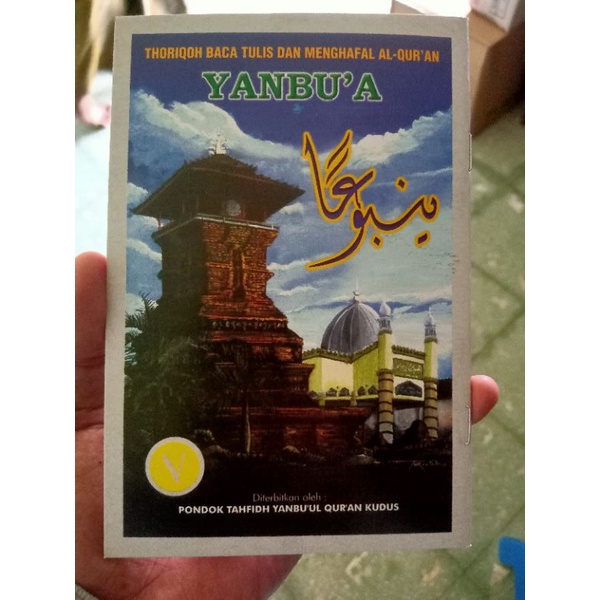 THORIQOH BACA TULIS DAN MENGHAFAL AL-QUR'AN
YANBU'A
ينبوعًا
٧
Diterbitkan oleh :
PONDOK TAHFIDH YANBU'UL QUR'AN KUDUS